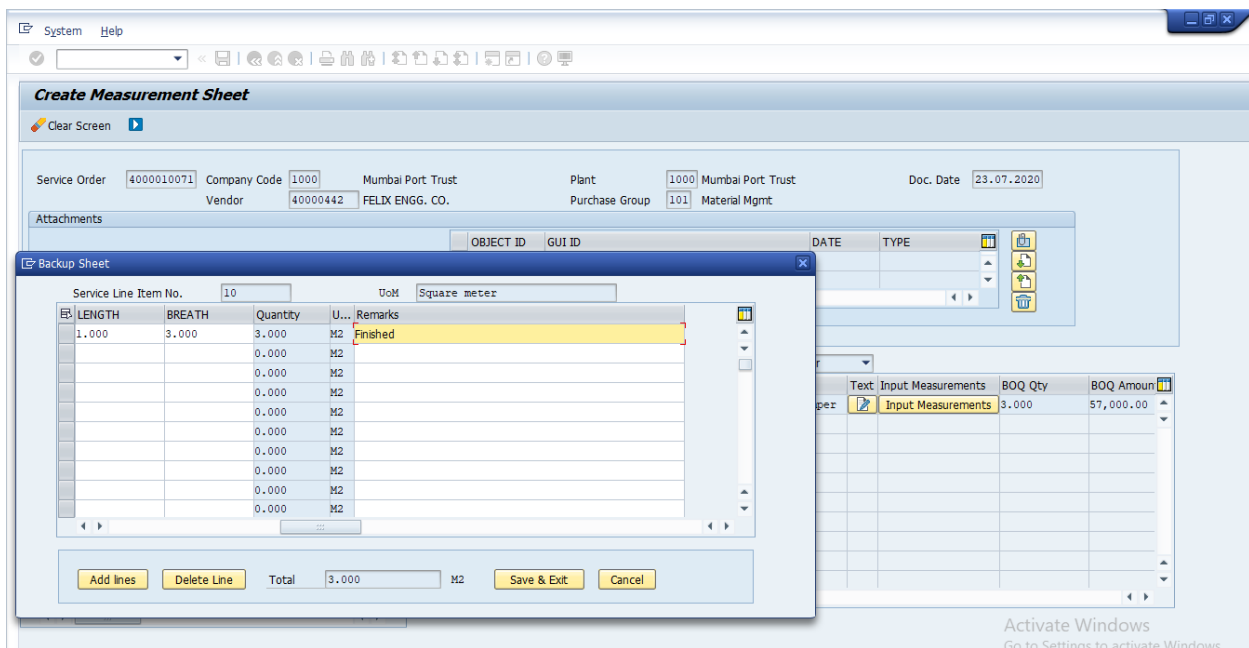 System Help
Create Measurement Sheet
Clear Screen
Service Order 4000010071 Company Code 1000 Mumbai Port Trust Plant 1000 Mumbai Port Trust Doc. Date 23.07.2020
Vendor 40000442 FELIX ENGG. CO. Purchase Group 101 Material Mgmt
Attachments
OBJECT ID GUI ID DATE TYPE
Backup Sheet
Service Line Item No. 10 UoM Square meter
LENGTH BREATH Quantity U... Remarks
1.000 3.000 3.000 M2 Finished
0.000 M2
0.000 M2
0.000 M2
0.000 M2
0.000 M2
0.000 M2
0.000 M2
0.000 M2
0.000 M2
Add lines Delete Line Total 3.000 M2 Save & Exit Cancel
Text Input Measurements BOQ Qty BOQ Amoun
Input Measurements 3.000 57,000.00
Activate Windows
Go to Settings to activate Windows